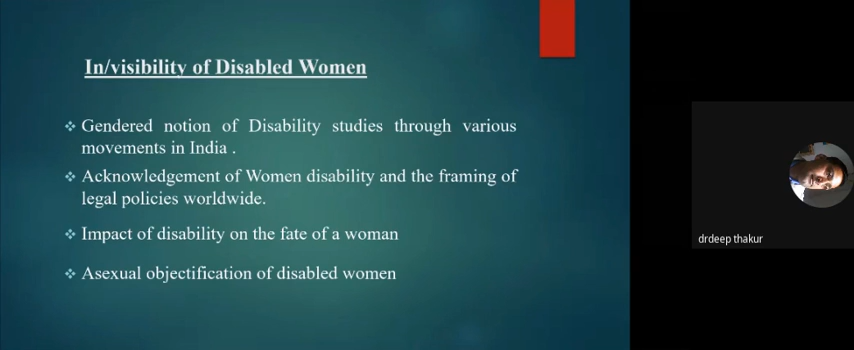 In/visibility of Disabled Women
Gendered notion of Disability studies through various
movements in India .
Acknowledgement of Women disability and the framing of
legal policies worldwide.
Impact of disability on the fate of a woman
Asexual objectification of disabled women
drdeep thakur